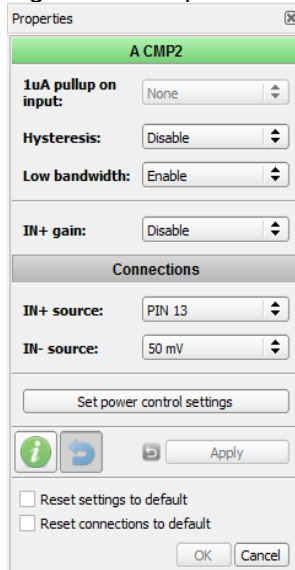 Properties
A CMP2
1uA pullup on
input:
None
Hysteresis:
Disable
Low bandwidth:
Enable
IN+ gain:
Disable
Connections
IN+ source:
PIN 13
IN- source:
50 mV
Set power control settings
Apply
Reset settings to default
Reset connections to default
OK
Cancel